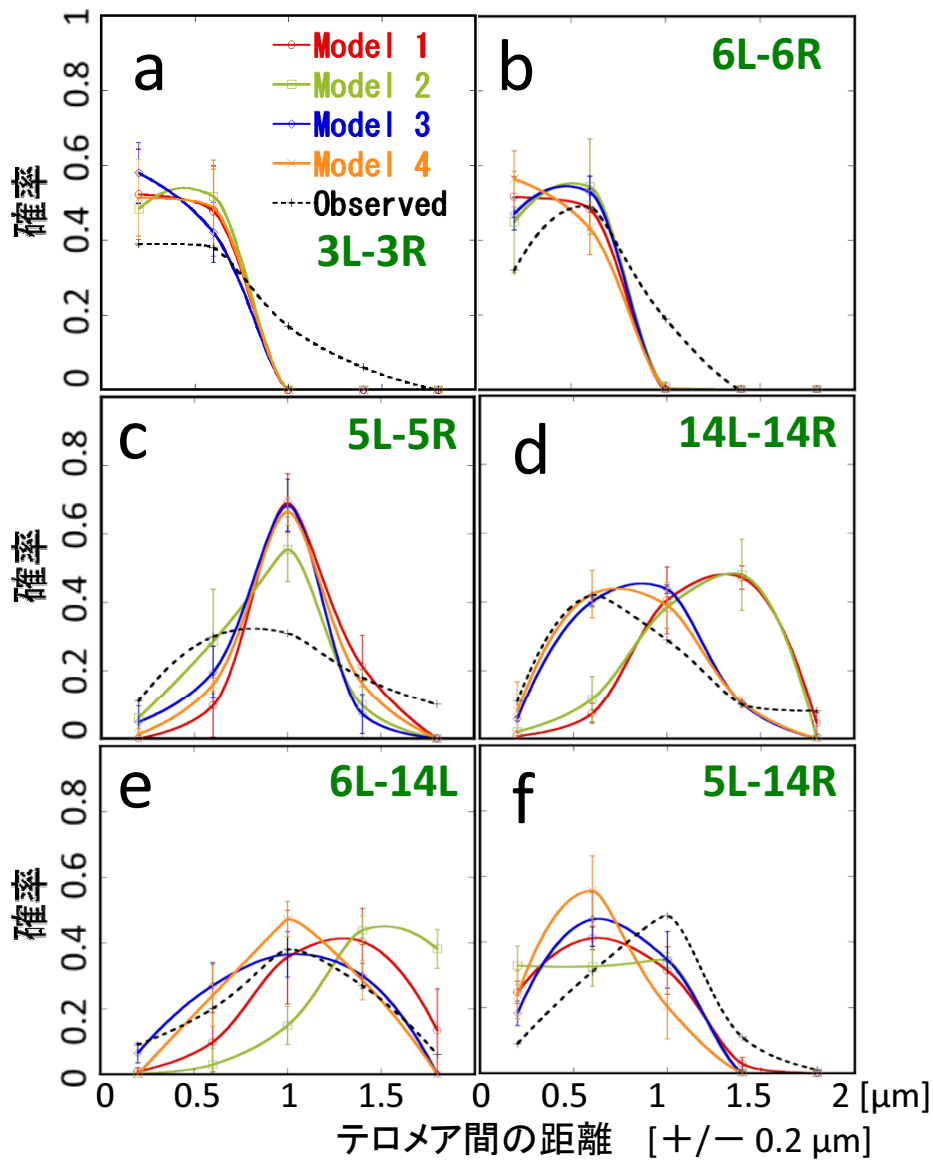 a
Model 1
Model 2
Model 3
Model 4
Observed
3L-3R
b
6L-6R
確率
0 0.2 0.4 0.6 0.8 1
c
5L-5R
d
14L-14R
確率
0 0.2 0.4 0.6 0.8
e
6L-14L
f
5L-14R
確率
0 0.2 0.4 0.6 0.8
0 0.5 1 1.5 0 0.5 1 1.5 2 [μm]
テロメア間の距離 [＋/－ 0.2 μm]